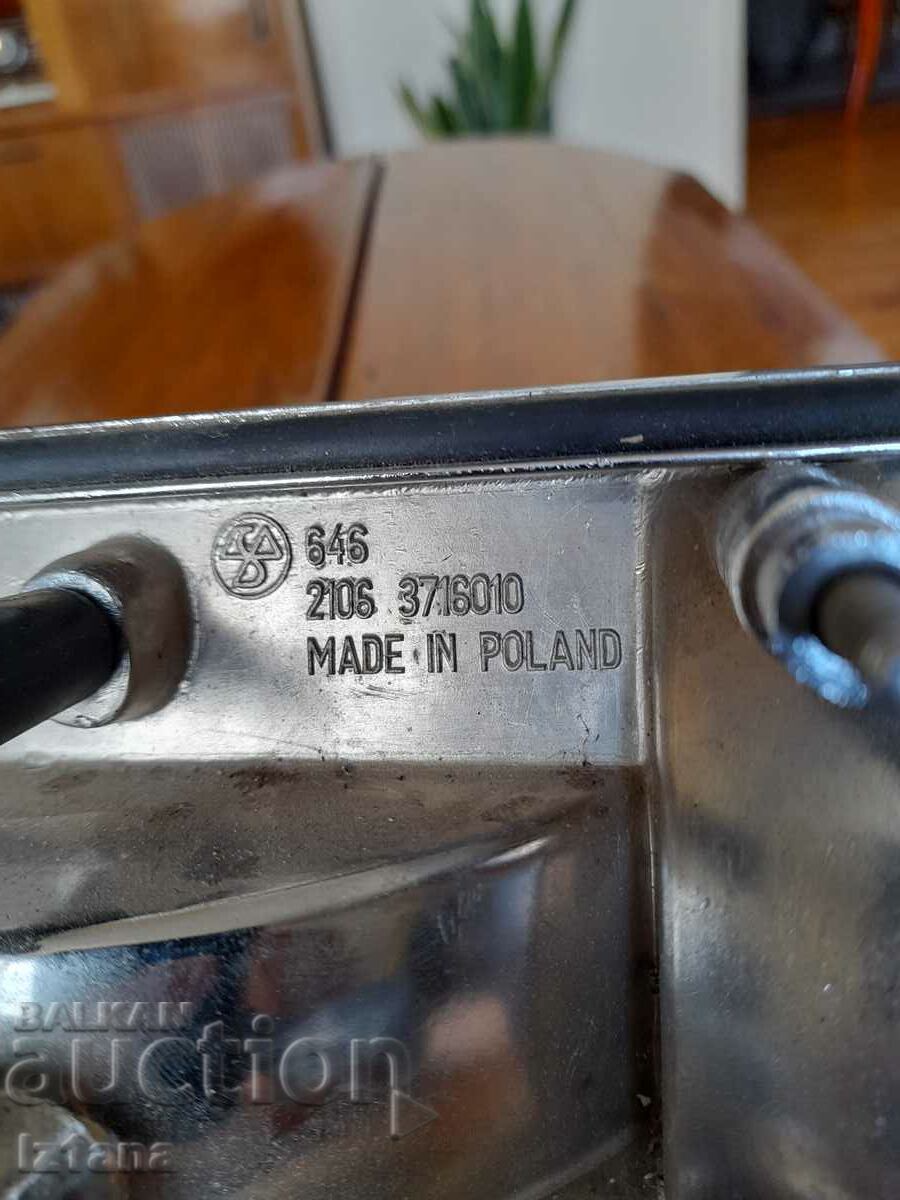 646
2106 3716010
MADE IN POLAND
BALKAN
auction
Iztana